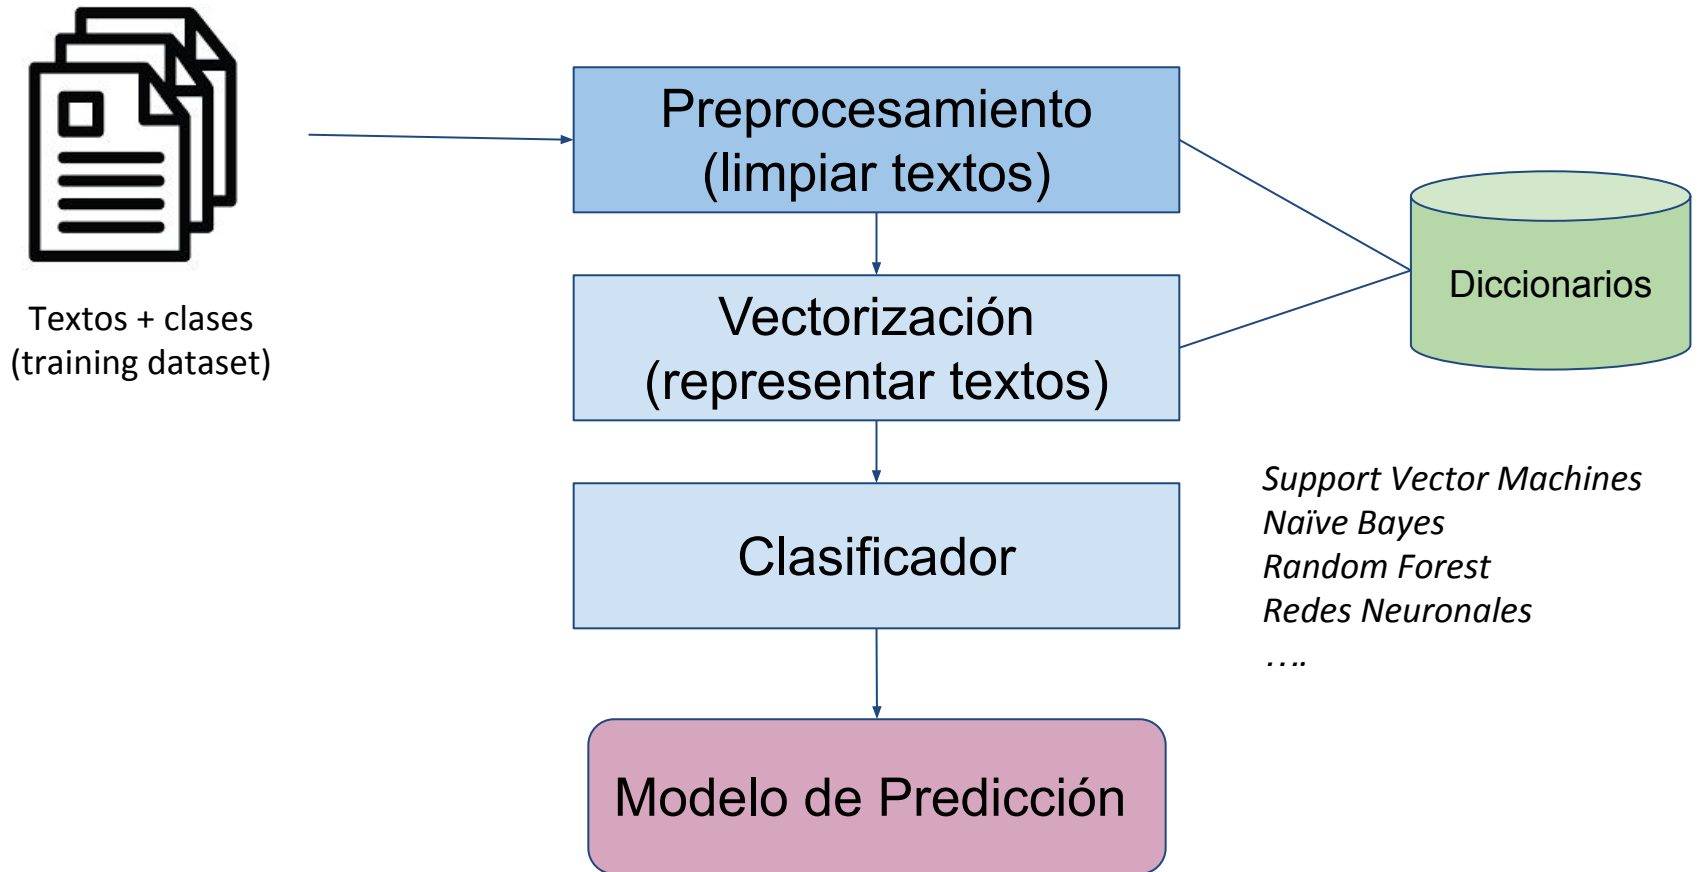 Textos + clases
(training dataset)
Preprocesamiento
(limpiar textos)
Vectorización
(representar textos)
Diccionarios
Clasificador
Support Vector Machines
Naïve Bayes
Random Forest
Redes Neuronales
….
Modelo de Predicción